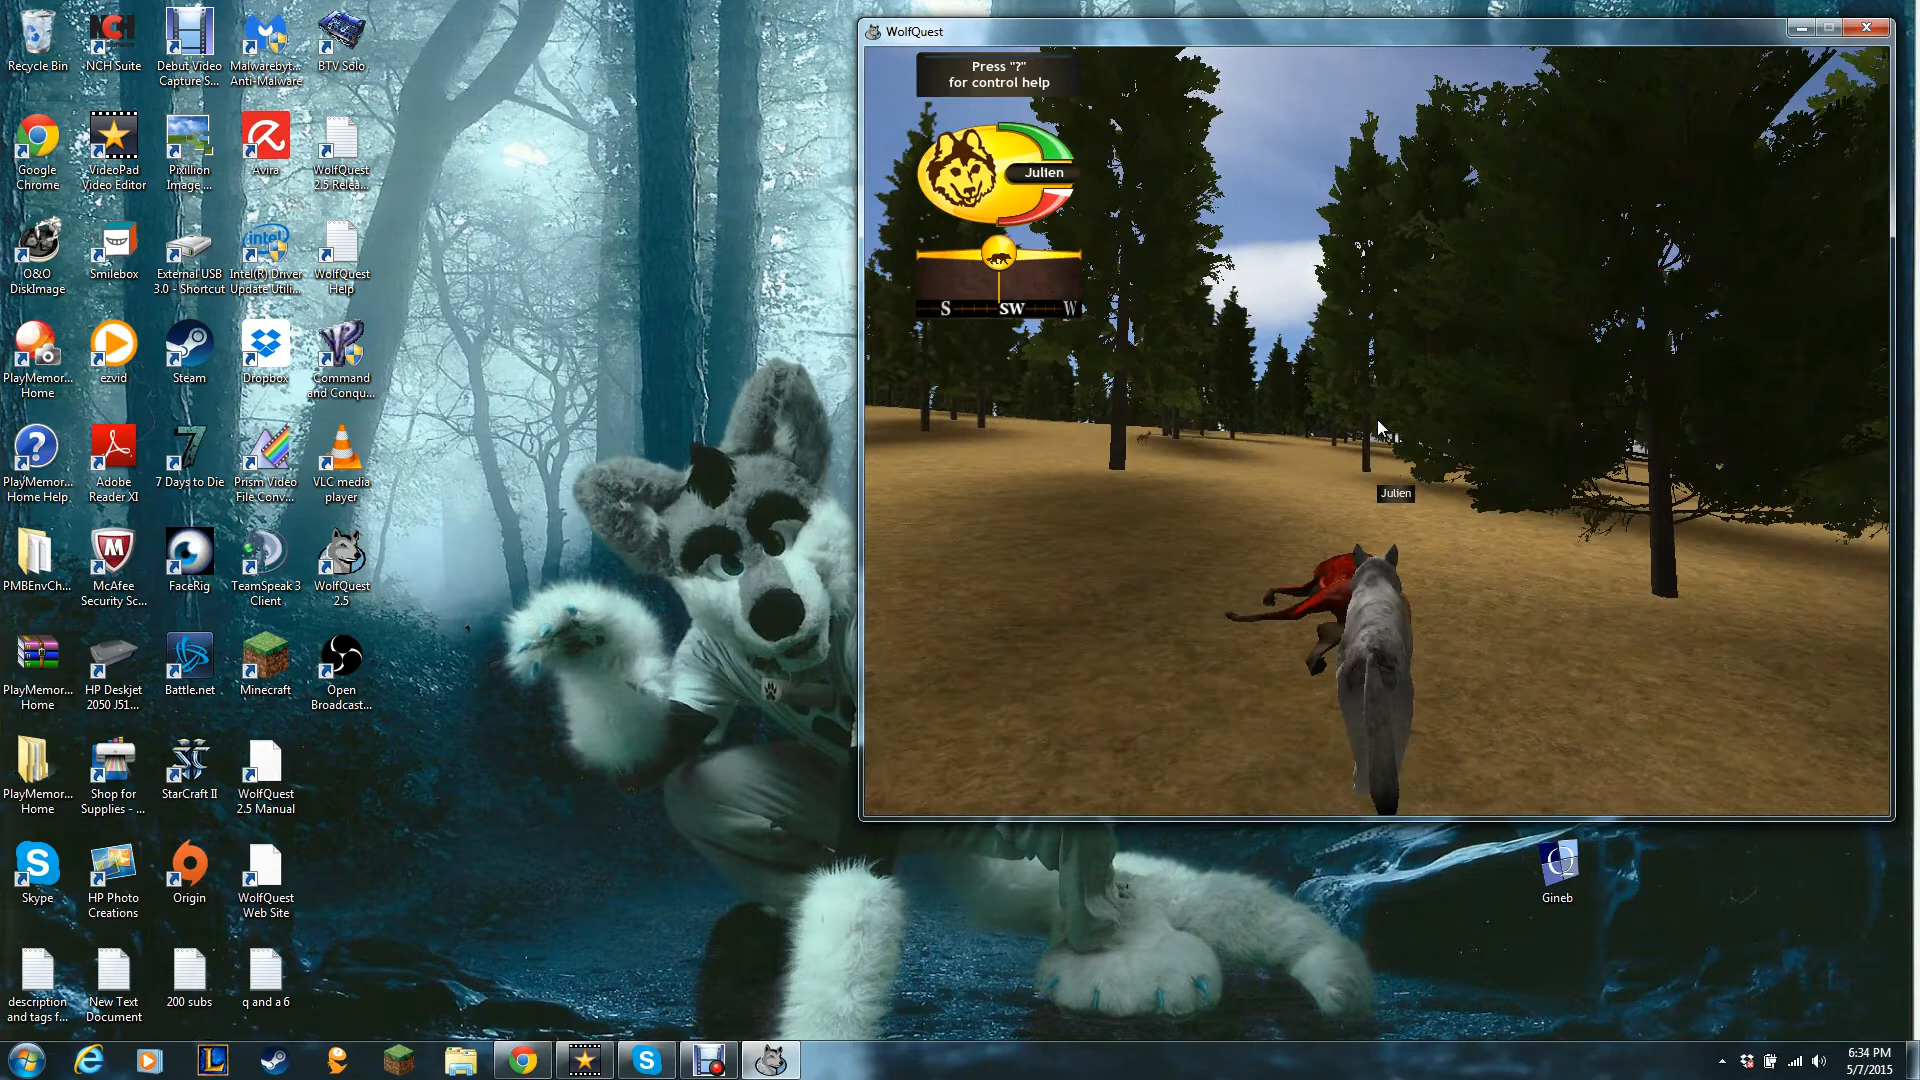 Recycle Bin
NCH Suite
Debut Video
Capture S...
Malwarebyt...
Anti-Malware
BTV Solo
Google
Chrome
VideoPad
Video Editor
Pixillion
Image ...
Avira
WolfQuest
2.5 Relea...
O&O
DiskImage
Smilebox
External USB
3.0 - Shortcut
Intel(R) Driver
Update Utili...
WolfQuest
Help
PlayMemor...
Home
ezvid
Steam
Dropbox
Command
and Conqu...
PlayMemor...
Home Help
Adobe
Reader XI
7 Days to Die
Prism Video
File Conv...
VLC media
player
PMBEnvCh...
McAfee
Security Sc...
FaceRig
TeamSpeak 3
Client
WolfQuest
2.5
PlayMemor...
Home
HP Deskjet
2050 J51...
Battle.net
Minecraft
Open
Broadcast...
PlayMemor...
Home
Shop for
Supplies - ...
StarCraft II
WolfQuest
2.5 Manual
Skype
HP Photo
Creations
Origin
WolfQuest
Web Site
description
and tags f...
New Text
Document
200 subs
q and a 6
WolfQuest
Press "?"
for control help
Julien
S SW W
Julien
Gineb
6:34 PM
5/7/2015